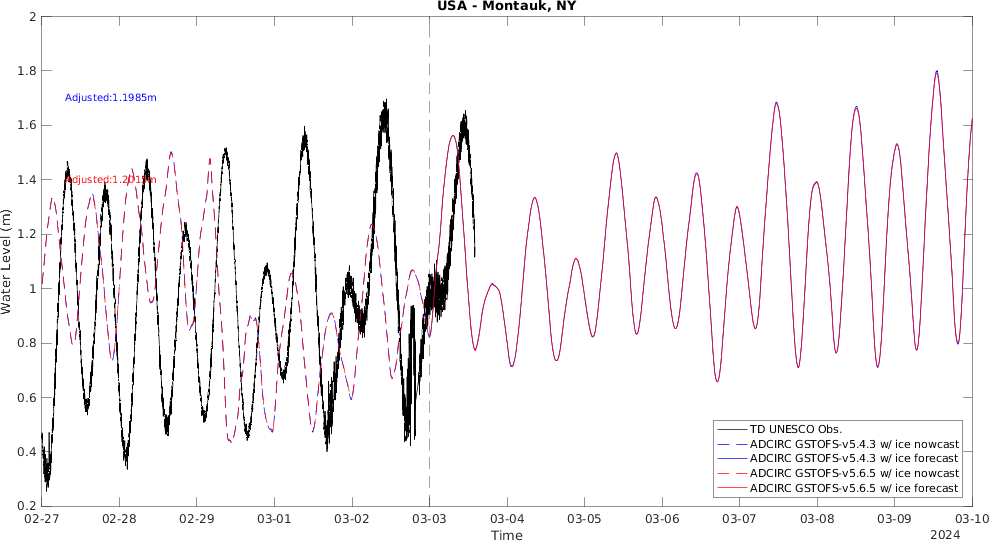 USA - Montauk, NY
2
1.8
1.6
1.4
1.2
1
0.8
0.6
0.4
0.2
Water Level (m)
Adjusted:1.1985m
Adjusted:1.2015m
TD UNESCO Obs.
ADCIRC GSTOFS-v5.4.3 w/ ice nowcast
ADCIRC GSTOFS-v5.4.3 w/ ice forecast
ADCIRC GSTOFS-v5.6.5 w/ ice nowcast
ADCIRC GSTOFS-v5.6.5 w/ ice forecast
02-27 02-28 02-29 03-01 03-02 03-03 03-04 03-05 03-06 03-07 03-08 03-09 03-10
Time
2024